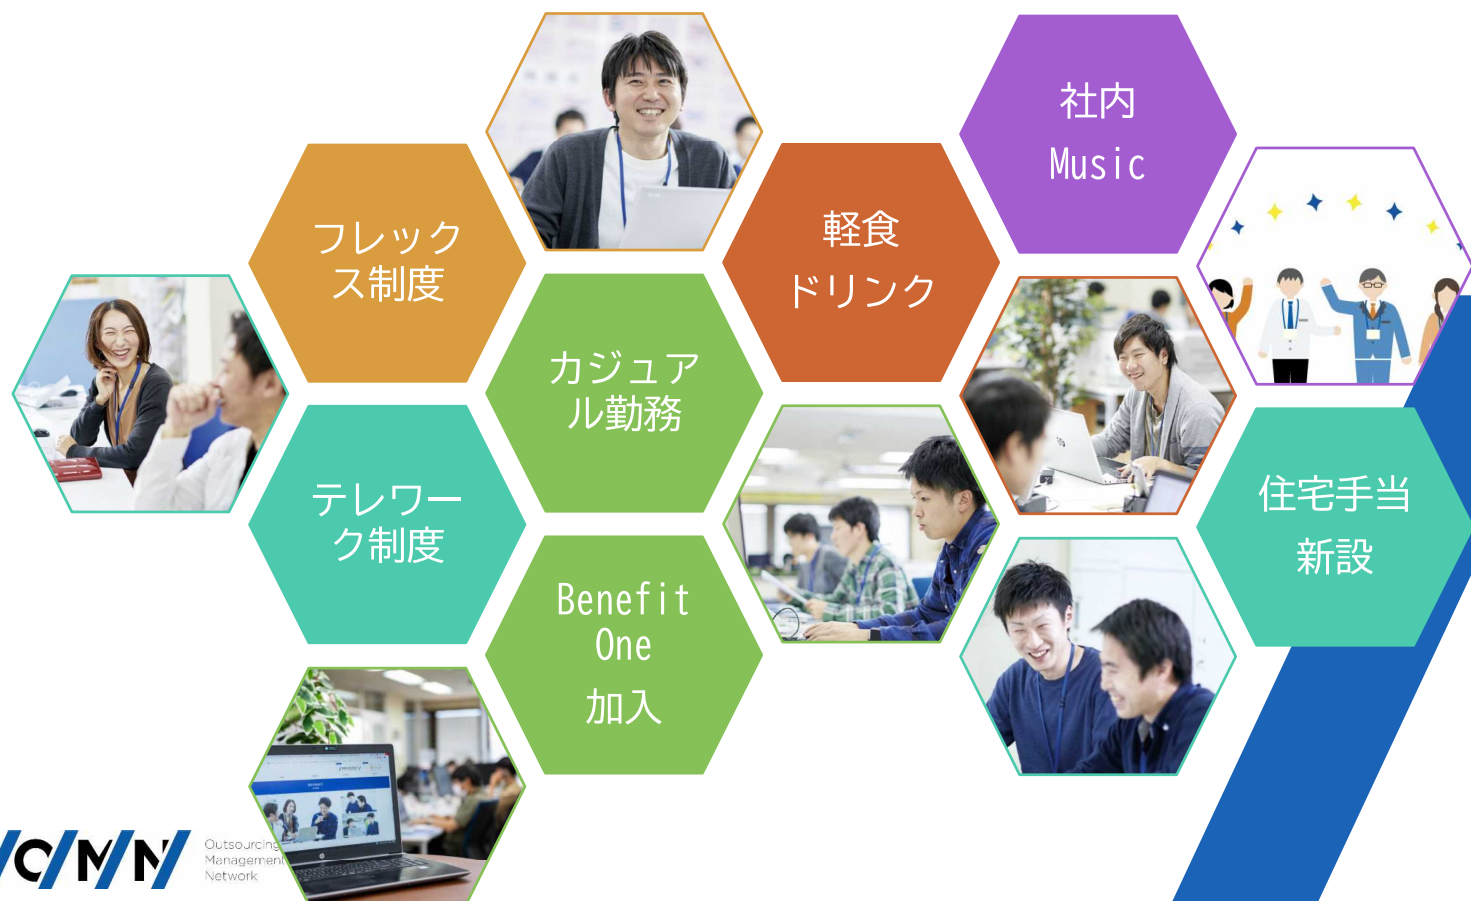 社内
Music
フレック
ス制度
軽食
ドリンク
カジュア
ル勤務
テレワー
ク制度
住宅手当
新設
Benefit
One
加入
OMN
Outsourcing
Management
Network